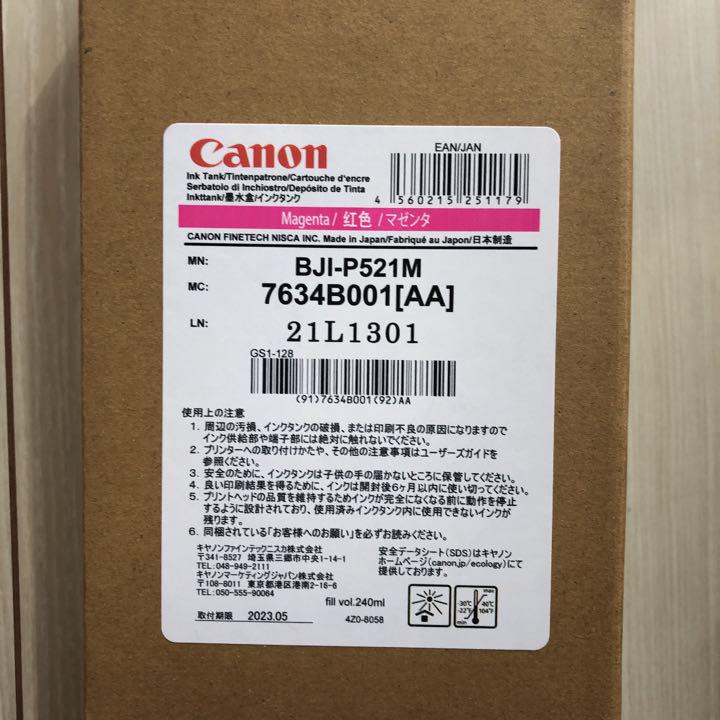 Canon
Ink Tank/Tintenpatrone/Cartouche d'encre
Serbatoio di Inchiostro/Depósito de Tinta
Inkttank/墨水盒/インクタンク
EAN/JAN
4 560215 251179
Magenta/ 红色 /マゼンタ
CANON FINETECH NISCA INC. Made in Japan/Fabriqué au Japon/日本制造
MN: BJI-P521M
MC: 7634B001[AA]
LN: 21L1301
GS1-128
(91)7634B001(92)AA
使用上の注意
1. 周辺の汚損、インクタンクの破損、または印刷不良の原因になりますので
インク供給部や端子部には絶対に触れないでください。
2. プリンターへの取り付けかたや、その他の注意事項はユーザーズガイドを
参照ください。
3. 安全のために、インクタンクは子供の手の届かないところに保管してください。
4. 良い印刷結果を得るために、インクは開封後6ヶ月以内に使い切ってください。
5. プリントヘッドの品質を維持するためインクが完全になくなる前に動作を停止
するように設計されており、使用済みインクタンク内に使用できないインクが
残ります。
6. 同梱されている「お客様へのお願い」を必ずお読みください。
キヤノンファインテックニスカ株式会社
〒341-8527 埼玉県三郷市中央1-14-1
TEL: 048-949-2111
キヤノンマーケティングジャパン株式会社
〒108-8011 東京都港区港南2-16-6
TEL: 050-555-90064
安全データシート(SDS)はキヤノン
ホームページ(canon.jp/ecology)にて
提供しております。
取付期限 2023.05
fill vol.240ml
4Z0-8058
max
-30℃ 40℃
-22℉ 104℉
min